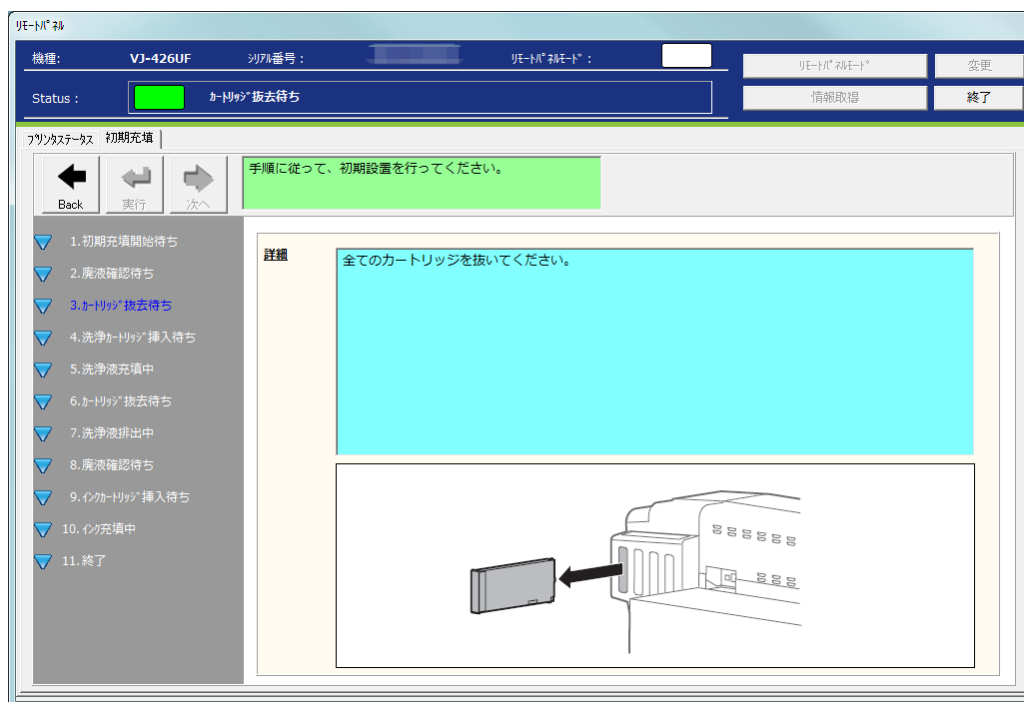 ﾘﾓｰﾄﾊﾟﾈﾙ
機種: VJ-426UF ｼﾘｱﾙ番号： ﾘﾓｰﾄﾊﾟﾈﾙﾓｰﾄﾞ：
ﾘﾓｰﾄﾊﾟﾈﾙﾓｰﾄﾞ 変更
Status： ｶｰﾄﾘｯｼﾞ抜去待ち
情報取得 終了
ﾌﾟﾘﾝﾀｽﾃｰﾀｽ 初期充填
Back 実行 次へ
手順に従って、初期設置を行ってください。
1.初期充填開始待ち
2.廃液確認待ち
3.ｶｰﾄﾘｯｼﾞ抜去待ち
4.洗浄ｶｰﾄﾘｯｼﾞ挿入待ち
5.洗浄液充填中
6.ｶｰﾄﾘｯｼﾞ抜去待ち
7.洗浄液排出中
8.廃液確認待ち
9.ｲﾝｸｶｰﾄﾘｯｼﾞ挿入待ち
10.ｲﾝｸ充填中
11.終了
詳細
全てのカートリッジを抜いてください。